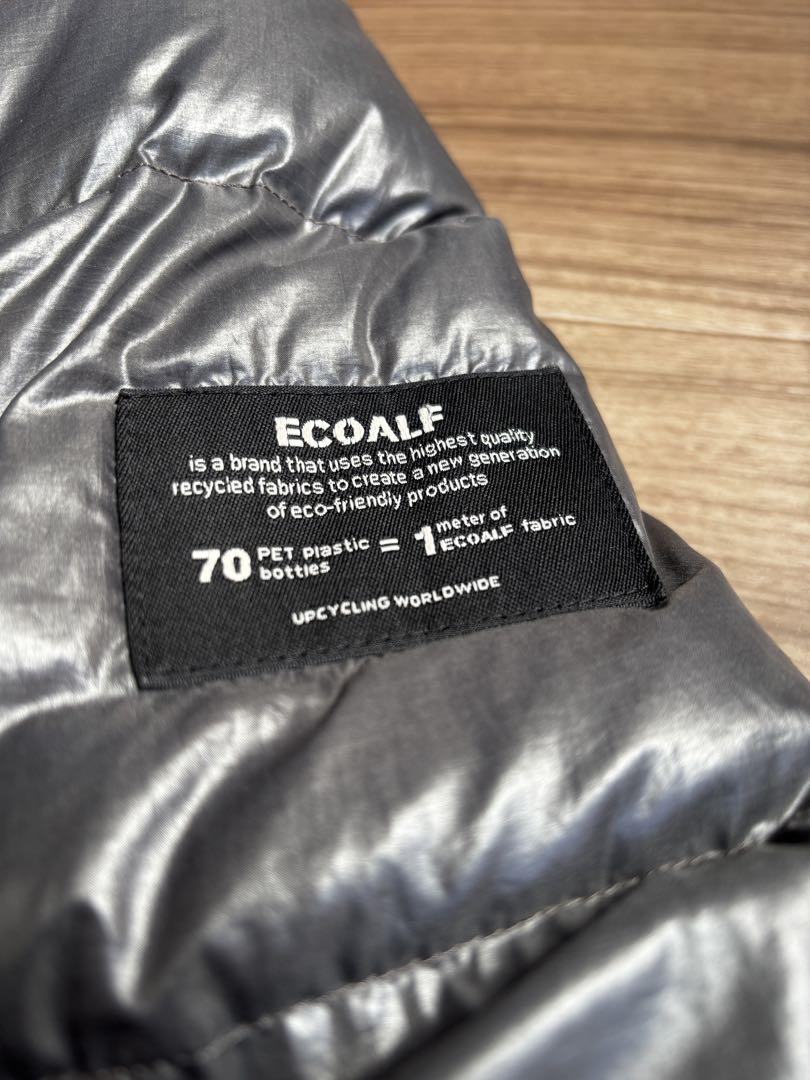 ECOALF
is a brand that uses the highest quality
recycled fabrics to create a new generation
of eco-friendly products
70 PET plastic bottles = 1 meter of ECOALF fabric
UPCYCLING WORLDWIDE